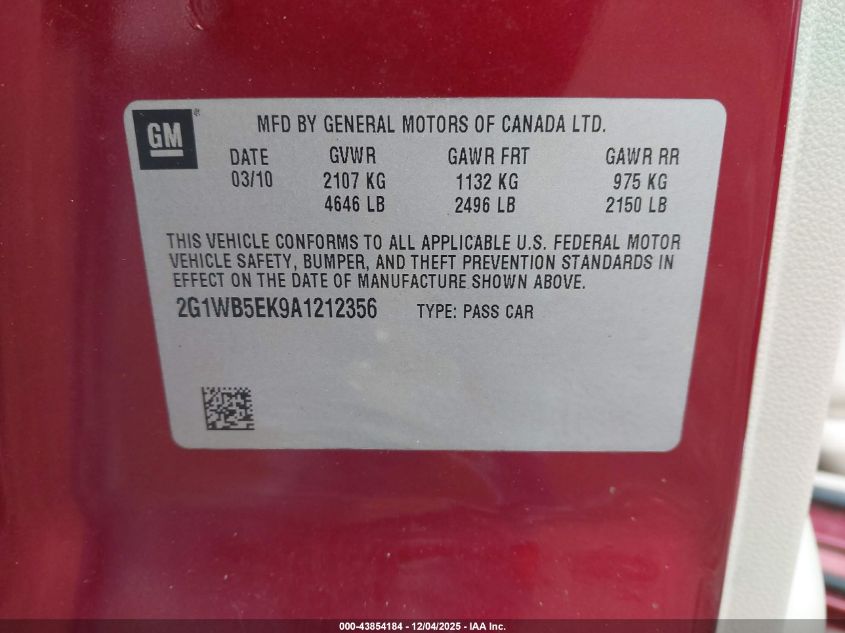 GM
®
MFD BY GENERAL MOTORS OF CANADA LTD.
DATE GVWR GAWR FRT GAWR RR
03/10 2107 KG 1132 KG 975 KG
4646 LB 2496 LB 2150 LB
THIS VEHICLE CONFORMS TO ALL APPLICABLE U.S. FEDERAL MOTOR
VEHICLE SAFETY, BUMPER, AND THEFT PREVENTION STANDARDS IN
EFFECT ON THE DATE OF MANUFACTURE SHOWN ABOVE.
2G1WB5EK9A1212356 TYPE: PASS CAR
000-43854184 - 12/04/2025 - IAA Inc.